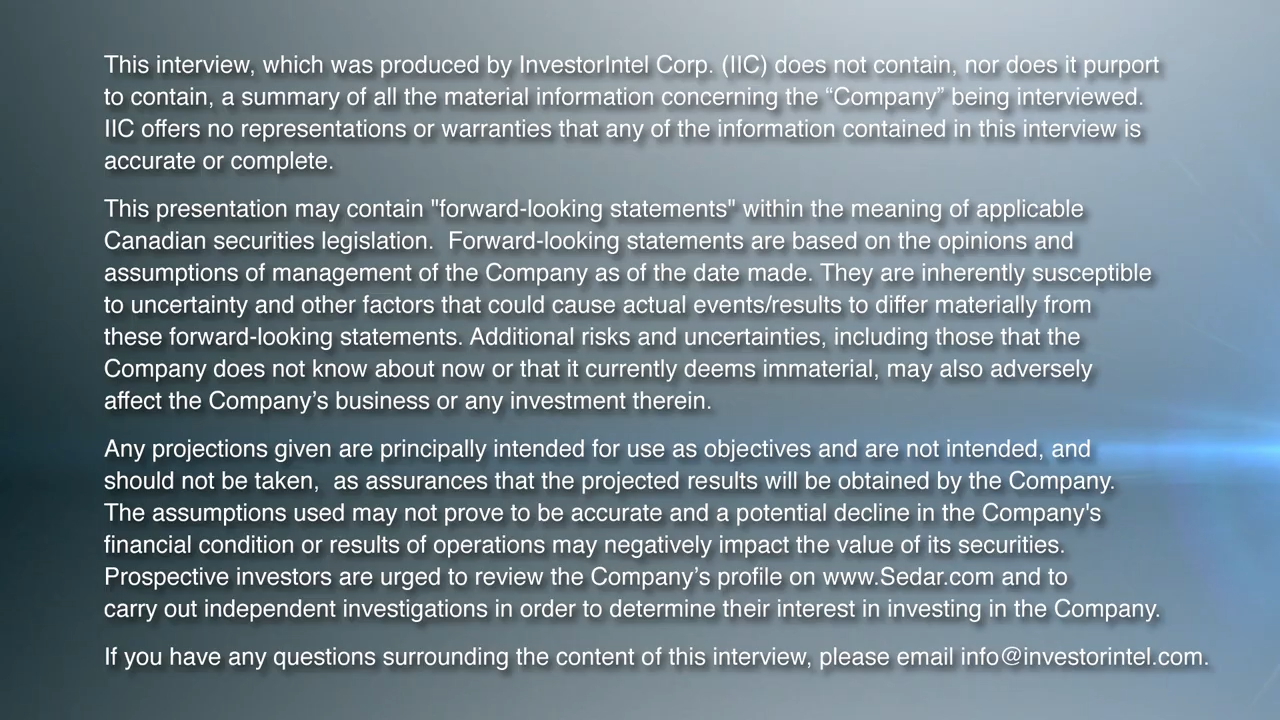 This interview, which was produced by InvestorIntel Corp. (IIC) does not contain, nor does it purport
to contain, a summary of all the material information concerning the “Company” being interviewed.
IIC offers no representations or warranties that any of the information contained in this interview is
accurate or complete.
This presentation may contain "forward-looking statements" within the meaning of applicable
Canadian securities legislation.  Forward-looking statements are based on the opinions and
assumptions of management of the Company as of the date made. They are inherently susceptible
to uncertainty and other factors that could cause actual events/results to differ materially from
these forward-looking statements. Additional risks and uncertainties, including those that the
Company does not know about now or that it currently deems immaterial, may also adversely
affect the Company’s business or any investment therein.
Any projections given are principally intended for use as objectives and are not intended, and
should not be taken,  as assurances that the projected results will be obtained by the Company.
The assumptions used may not prove to be accurate and a potential decline in the Company's
financial condition or results of operations may negatively impact the value of its securities.
Prospective investors are urged to review the Company’s profile on www.Sedar.com and to
carry out independent investigations in order to determine their interest in investing in the Company.
If you have any questions surrounding the content of this interview, please email info@investorintel.com.